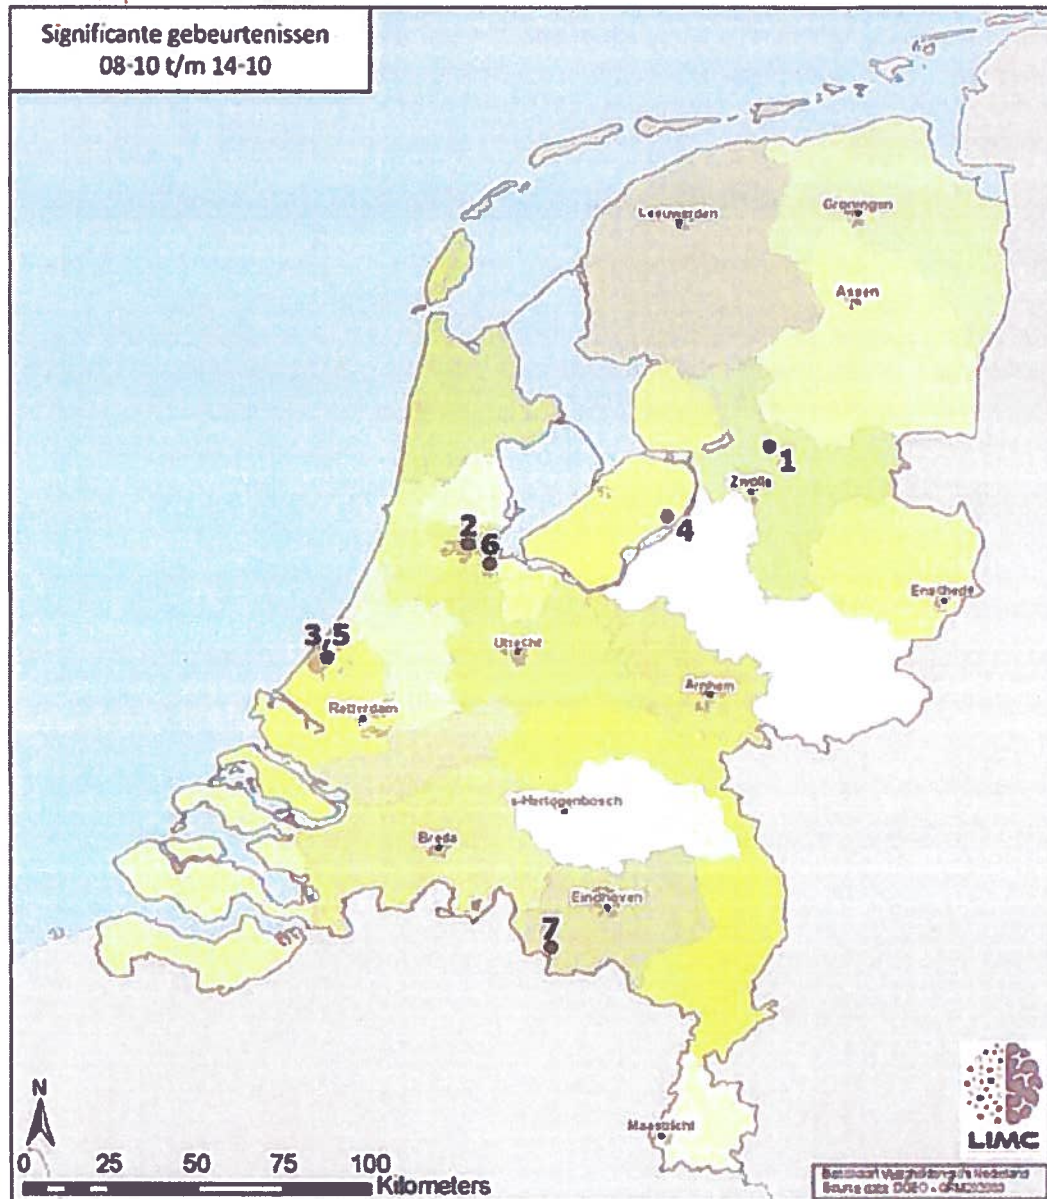 Significante gebeurtenissen
08-10 t/m 14-10
Leeuwarden
Groningen
Assen
1
Zwolle
2
6
4
Enschede
3,5
Utrecht
Arnhem
Rotterdam
s-Hertogenbosch
Breda
Eindhoven
7
N
Maastricht
LIMC
0 25 50 75 100
Kilometers
Nederland